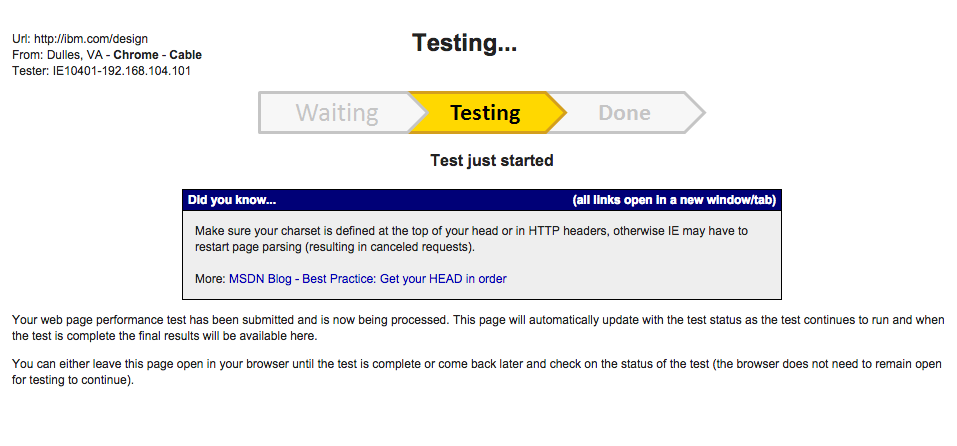 Url: http://ibm.com/design
From: Dulles, VA - Chrome - Cable
Tester: IE10401-192.168.104.101
Testing...
Waiting
Testing
Done
Test just started
Did you know...
(all links open in a new window/tab)
Make sure your charset is defined at the top of your head or in HTTP headers, otherwise IE may have to
restart page parsing (resulting in canceled requests).
More: MSDN Blog - Best Practice: Get your HEAD in order
Your web page performance test has been submitted and is now being processed. This page will automatically update with the test status as the test continues to run and when
the test is complete the final results will be available here.
You can either leave this page open in your browser until the test is complete or come back later and check on the status of the test (the browser does not need to remain open
for testing to continue).